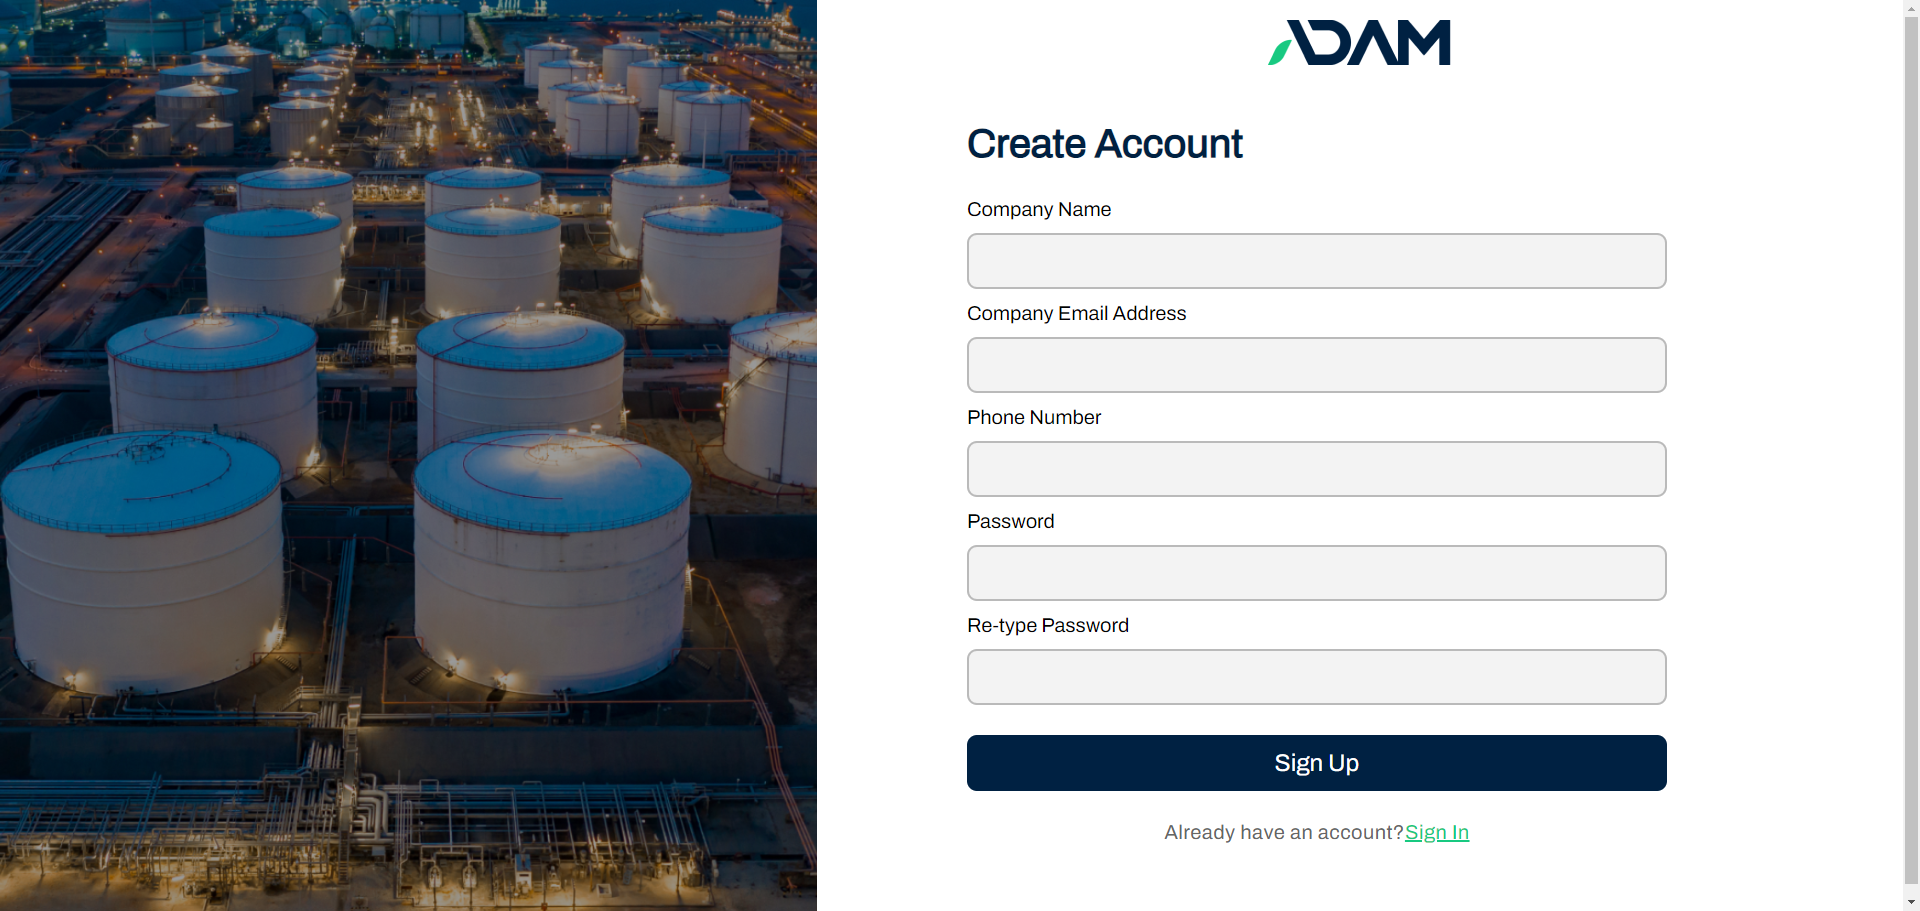 ADAM
Create Account
Company Name
Company Email Address
Phone Number
Password
Re-type Password
Sign Up
Already have an account?Sign In